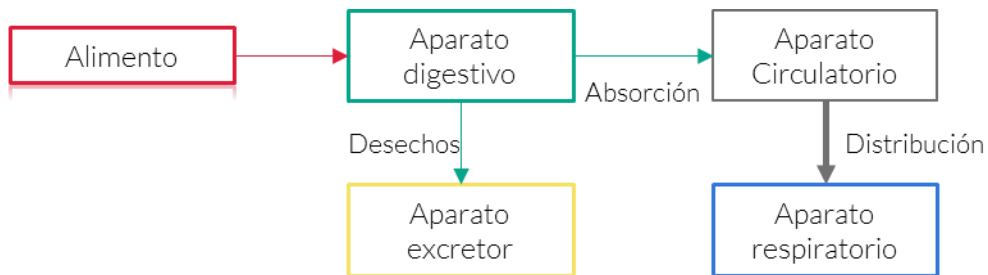 Alimento
Aparato
digestivo
Absorción
Aparato
Circulatorio
Desechos
Distribución
Aparato
excretor
Aparato
respiratorio